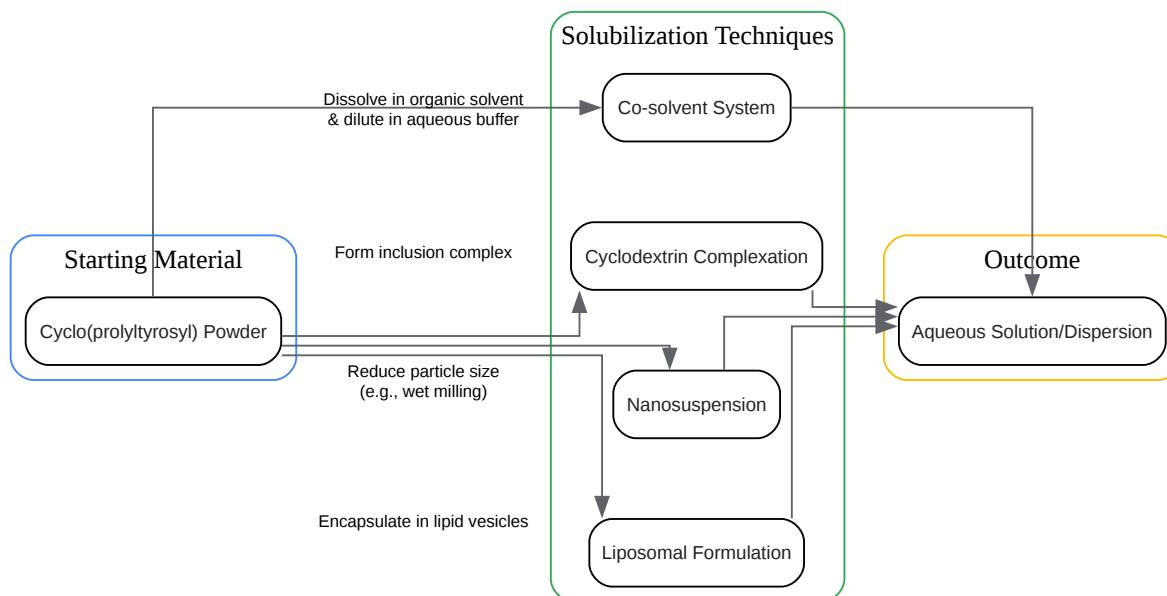 Solubilization Techniques
Dissolve in organic solvent
& dilute in aqueous buffer
Co-solvent System
Starting Material
Form inclusion complex
Cyclodextrin Complexation
Outcome
Cyclo(prolyltyrosyl) Powder
Aqueous Solution/Dispersion
Reduce particle size
(e.g., wet milling)
Nanosuspension
Encapsulate in lipid vesicles
Liposomal Formulation